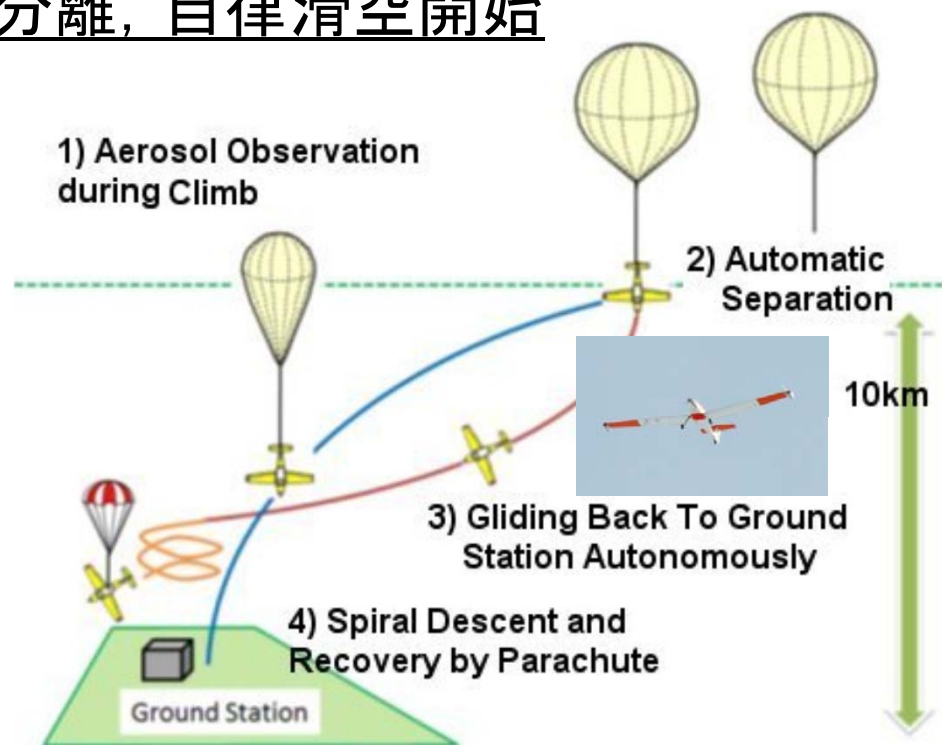 分離, 自律滑空開始
1) Aerosol Observation
during Climb
2) Automatic
Separation
10km
3) Gliding Back To Ground
Station Autonomously
4) Spiral Descent and
Recovery by Parachute
Ground Station